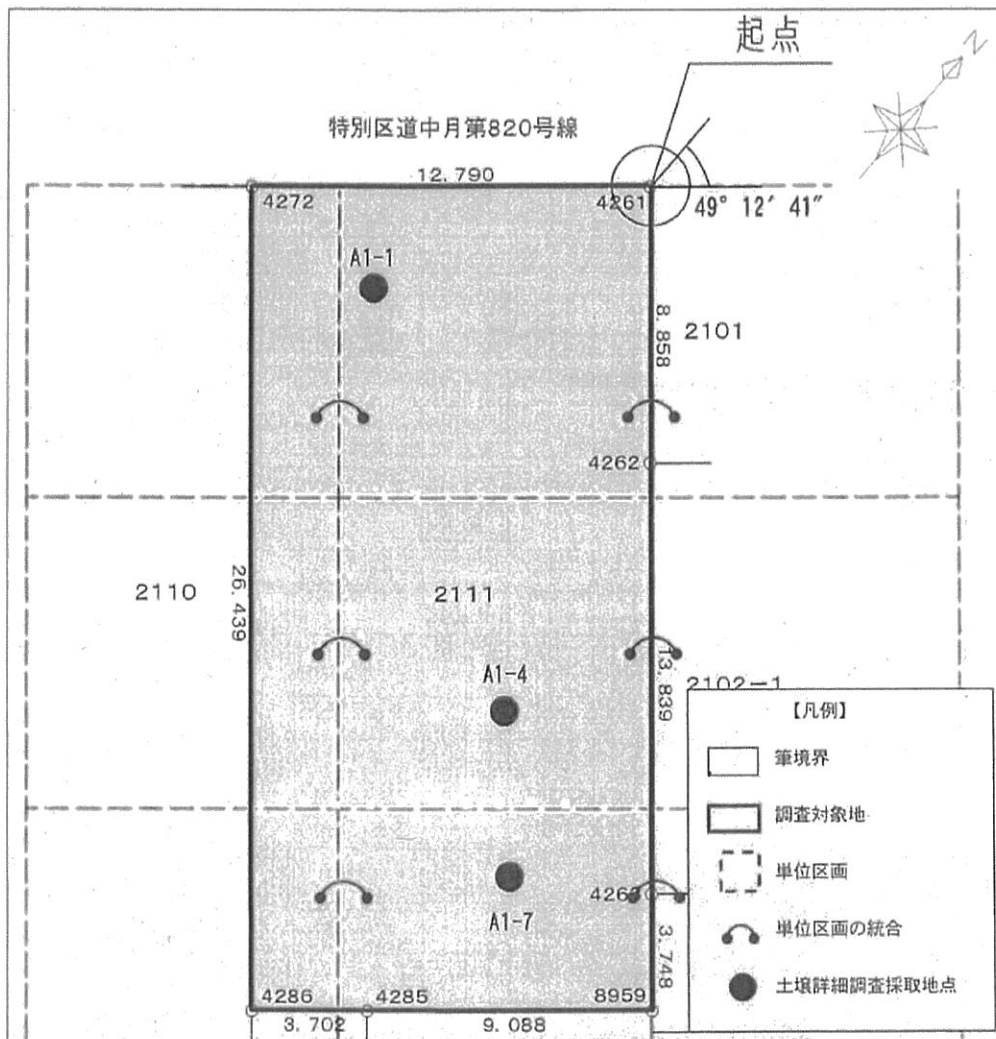 起点
N
特別区道中月第820号線
12.790
4272
4261
49° 12′ 41″
A1-1
8.858
2101
4262
2110
26.439
2111
A1-4
13.839
2102-1
【凡例】
筆境界
調査対象地
単位区画
4263
A1-7
単位区画の統合
3.748
土壌詳細調査採取地点
4286
4285
8959
3.702
9.088